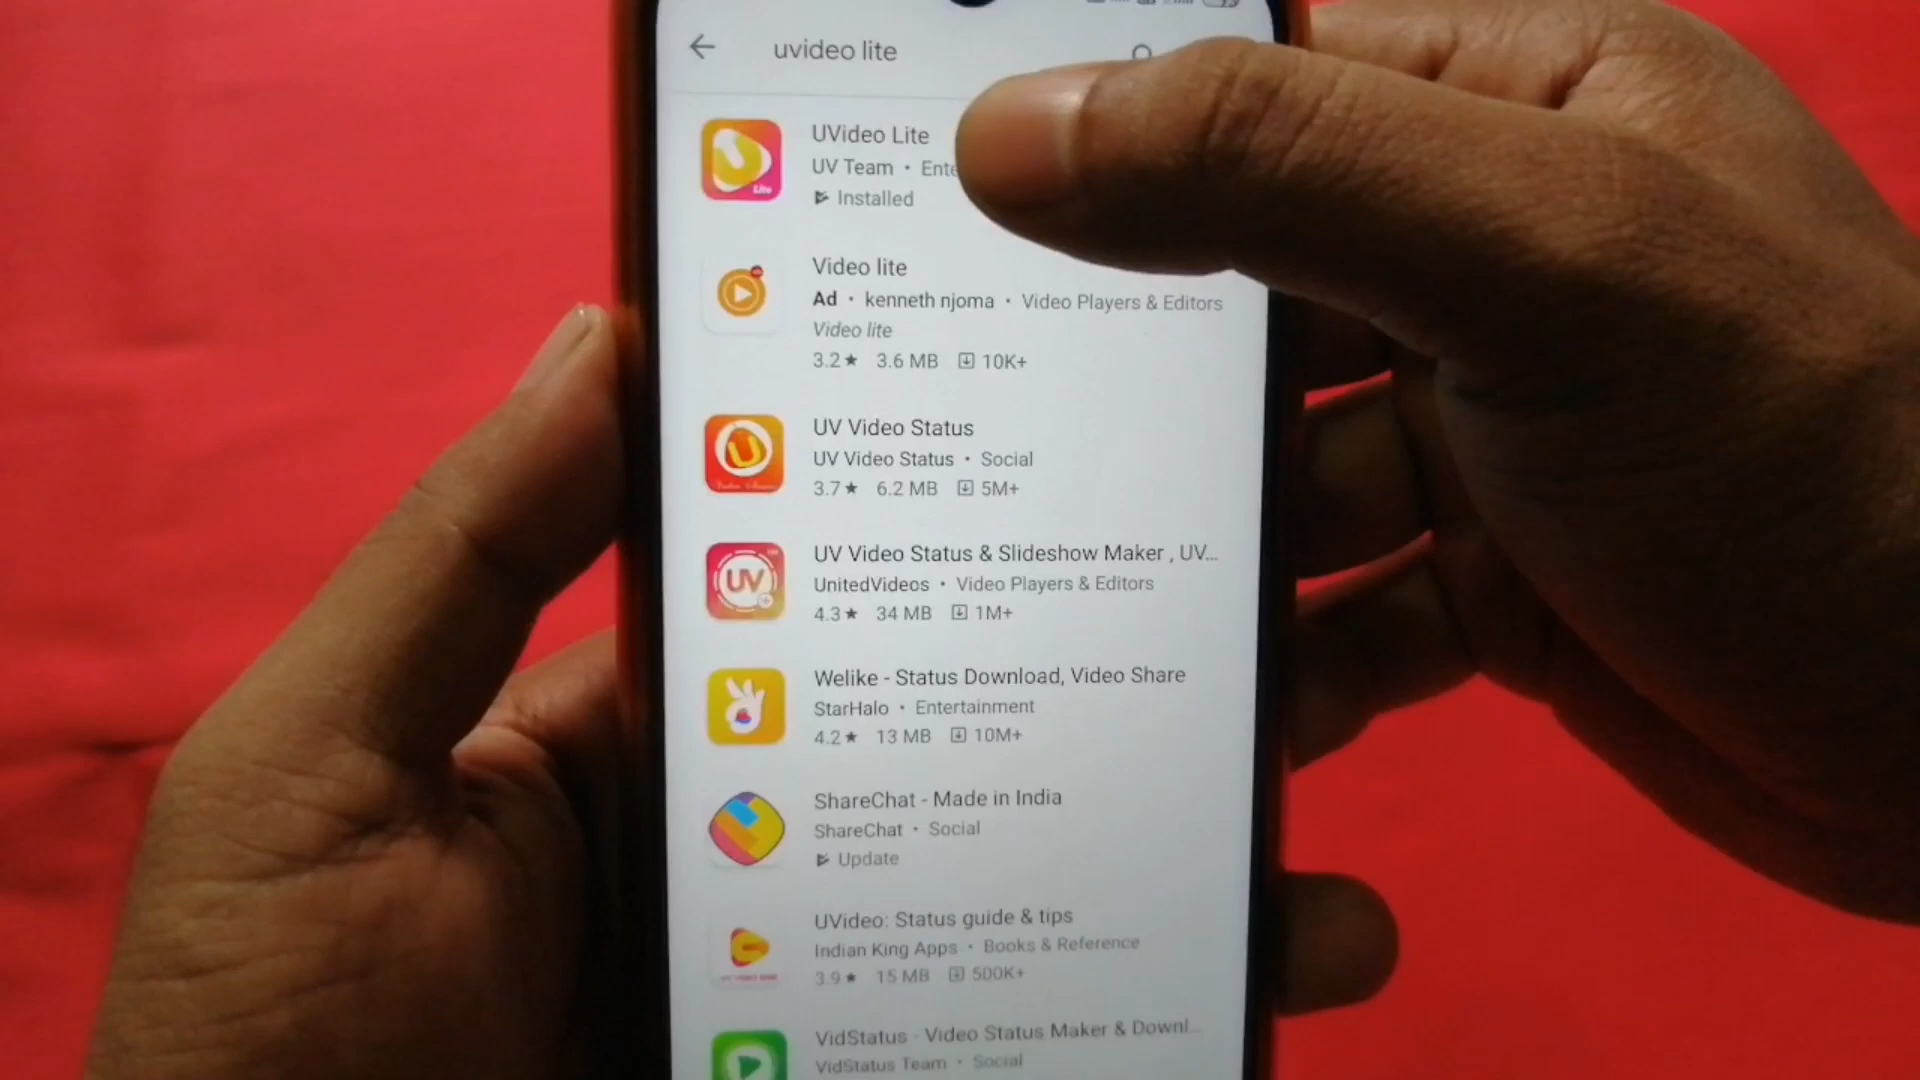 uvideo lite
UVideo Lite
UV Team •
Installed
Lite
Video lite
Ad • kenneth njoma • Video Players & Editors
Video lite
3.2★ 3.6 MB 10K+
UV Video Status
UV Video Status • Social
3.7★ 6.2 MB 5M+
UV Video Status & Slideshow Maker , UV...
UnitedVideos • Video Players & Editors
UV
4.3★ 34 MB 1M+
Welike - Status Download, Video Share
StarHalo • Entertainment
4.2★ 13 MB 10M+
ShareChat - Made in India
ShareChat • Social
Update
UVideo: Status guide & tips
Indian King Apps • Books & Reference
3.9★ 15 MB 500K+
VidStatus - Video Status Maker & Downl...
VidStatus Team • Social